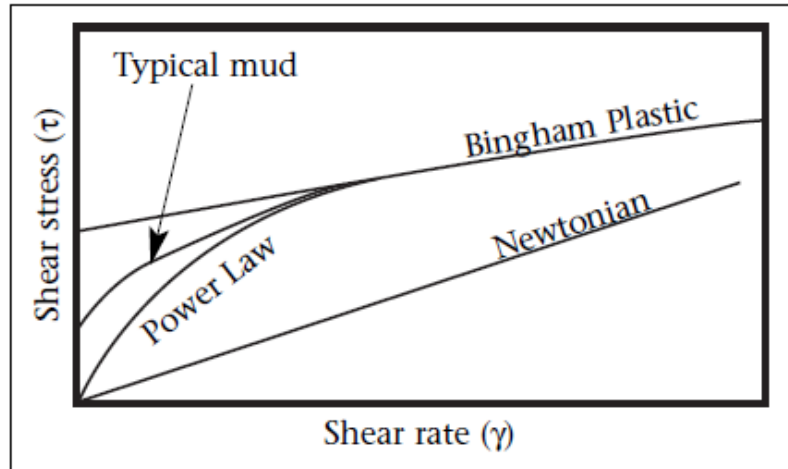 Typical mud
Bingham Plastic
Newtonian
Power Law
Shear stress (τ)
Shear rate (γ)